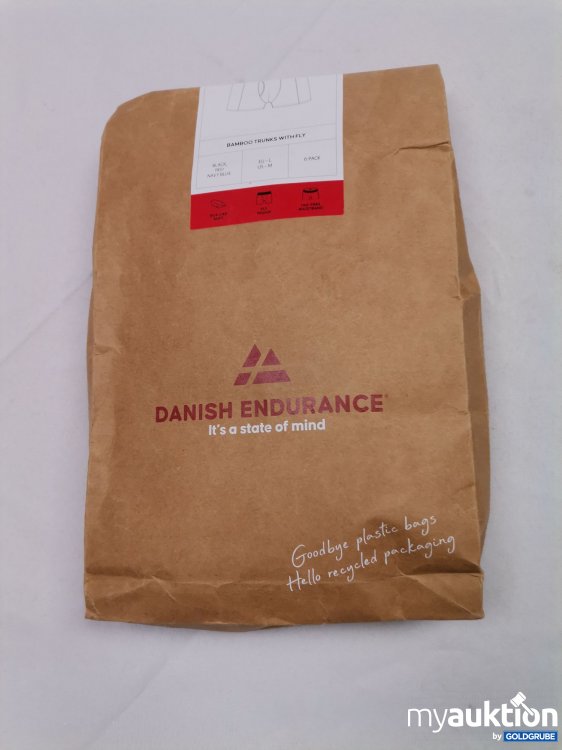 BAMBOO TRUNKS WITH FLY
BLACK,
RED,
NAVY BLUE
EU - L
US - M
6 PACK
FLY
DANISH ENDURANCE®
It's a state of mind
Goodbye plastic bags
Hello recycled packaging
myauktion
by GOLDGRUBE